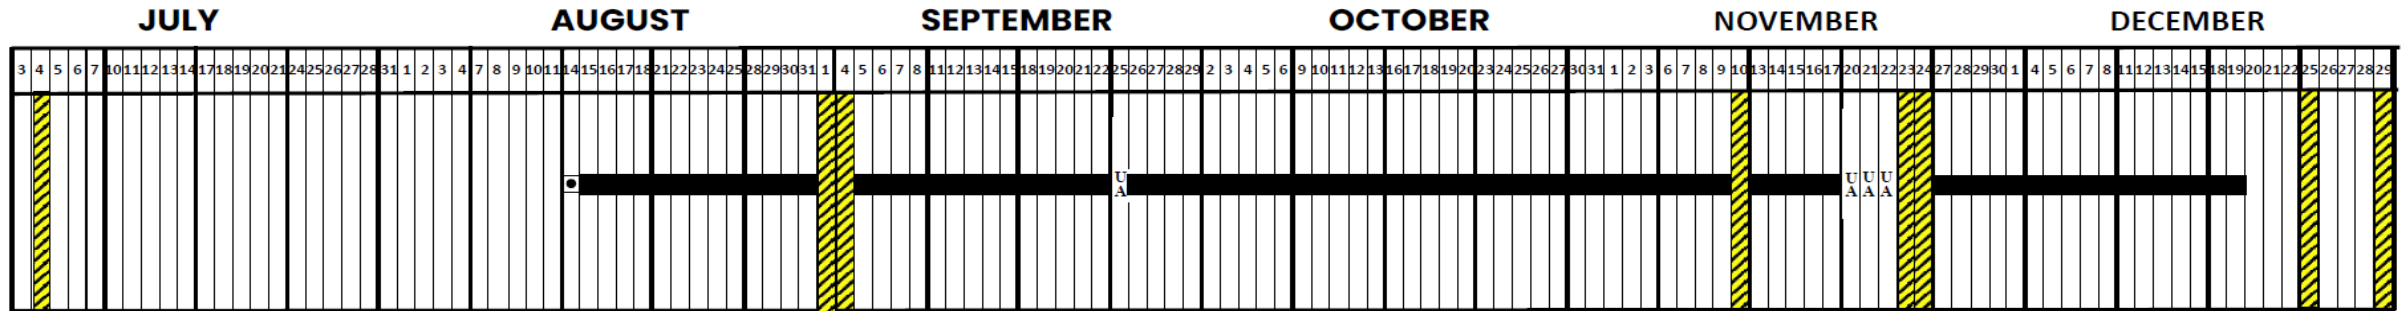 JULY AUGUST SEPTEMBER OCTOBER NOVEMBER DECEMBER
3 4 5 6 7 10 11 12 13 14 17 18 19 20 21 24 25 26 27 28 31 1 2 3 4 7 8 9 10 11 14 15 16 17 18 21 22 23 24 25 28 29 30 31 1 4 5 6 7 8 11 12 13 14 15 18 19 20 21 22 25 26 27 28 29 2 3 4 5 6 9 10 11 12 13 16 17 18 19 20 23 24 25 26 27 30 31 1 2 3 6 7 8 9 10 13 14 15 16 17 20 21 22 23 24 27 28 29 30 1 4 5 6 7 8 11 12 13 14 15 18 19 20 21 22 25 26 27 28 29
U U U U
A A A A